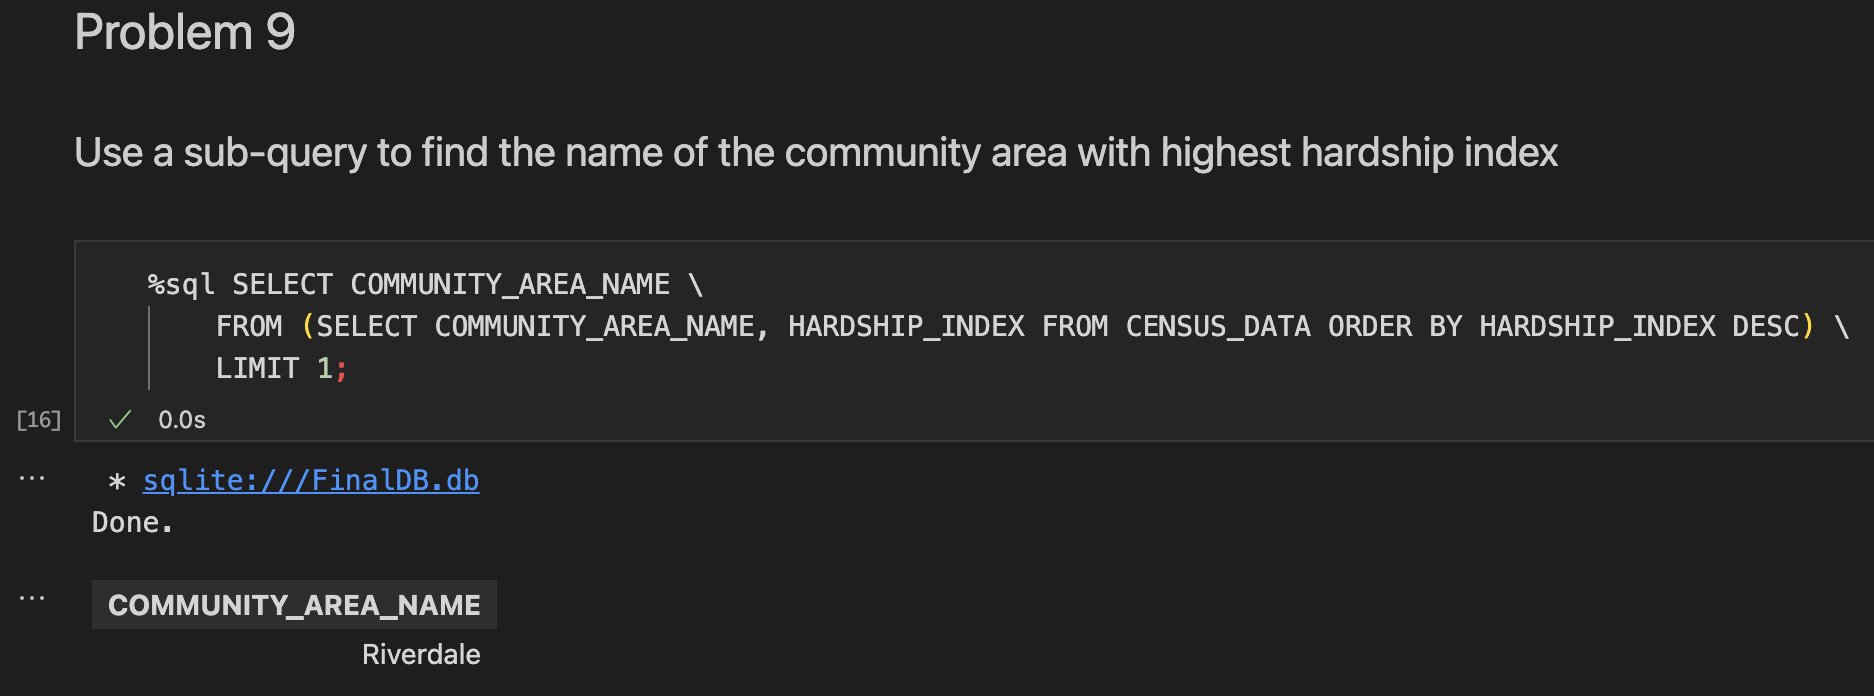 Problem 9
Use a sub-query to find the name of the community area with highest hardship index
%sql SELECT COMMUNITY_AREA_NAME \
FROM (SELECT COMMUNITY_AREA_NAME, HARDSHIP_INDEX FROM CENSUS_DATA ORDER BY HARDSHIP_INDEX DESC) \
LIMIT 1;
[16] ✓ 0.0s
... * sqlite:///FinalDB.db
Done.
... COMMUNITY_AREA_NAME
Riverdale